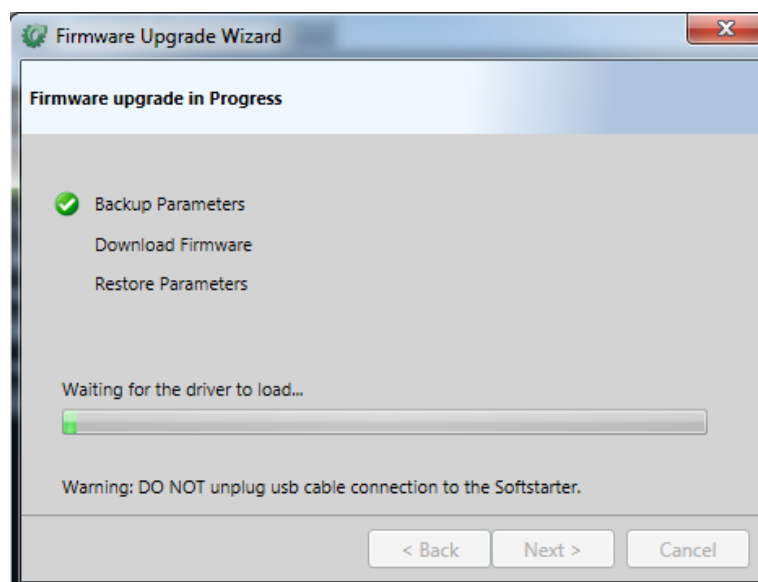 Firmware Upgrade Wizard
Firmware upgrade in Progress
Backup Parameters
Download Firmware
Restore Parameters
Waiting for the driver to load...
Warning: DO NOT unplug usb cable connection to the Softstarter.
< Back Next > Cancel